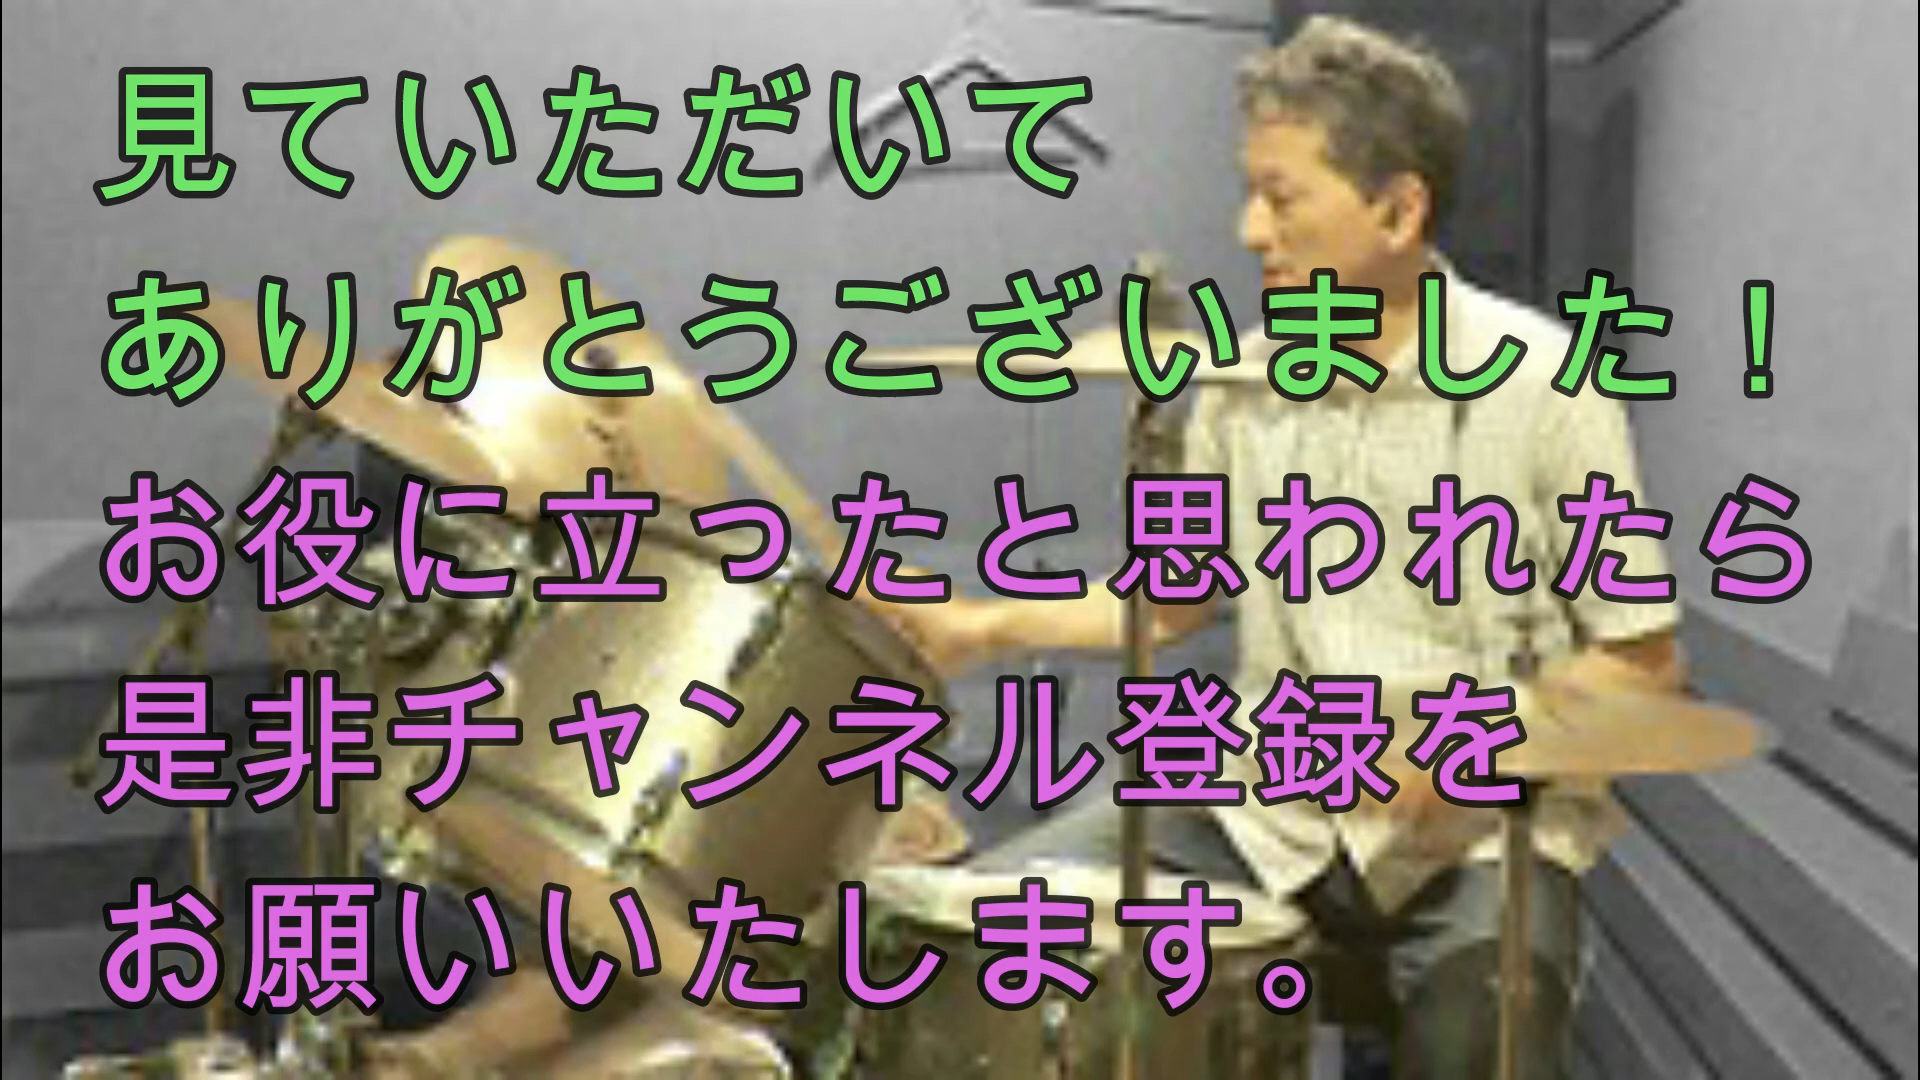 見ていただいて
ありがとうございました！
お役に立ったと思われたら
是非チャンネル登録を
お願いいたします。